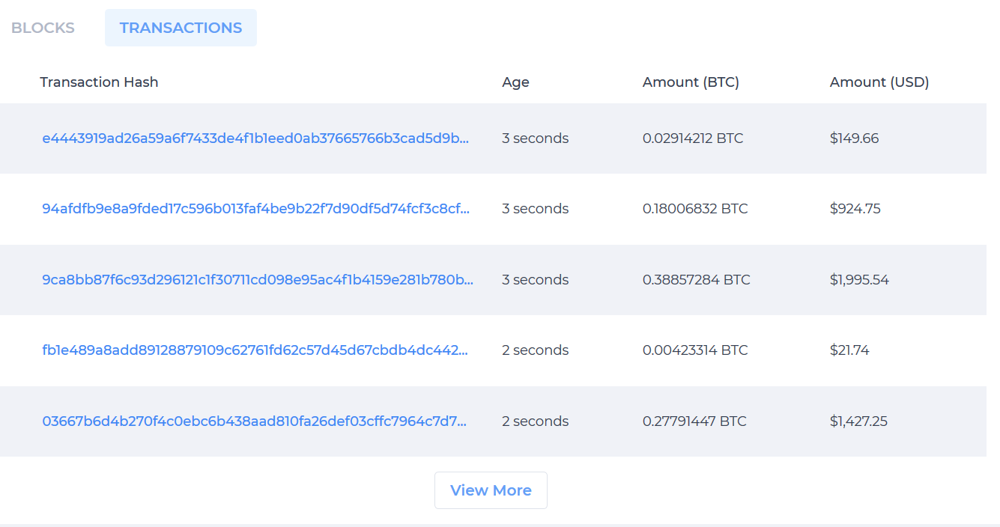 BLOCKS TRANSACTIONS
Transaction Hash Age Amount (BTC) Amount (USD)
e4443919ad26a59a6f7433de4f1b1eed0ab37665766b3cad5d9b... 3 seconds 0.02914212 BTC $149.66
94afdfb9e8a9fded17c596b013faf4be9b22f7d90df5d74fcf3c8cf... 3 seconds 0.18006832 BTC $924.75
9ca8bb87f6c93d296121c1f30711cd098e95ac4f1b4159e281b780b... 3 seconds 0.38857284 BTC $1,995.54
fb1e489a8add89128879109c62761fd62c57d45d67cbdb4dc442... 2 seconds 0.00423314 BTC $21.74
03667b6d4b270f4c0ebc6b438aad810fa26def03cffc7964c7d7... 2 seconds 0.27791447 BTC $1,427.25
View More